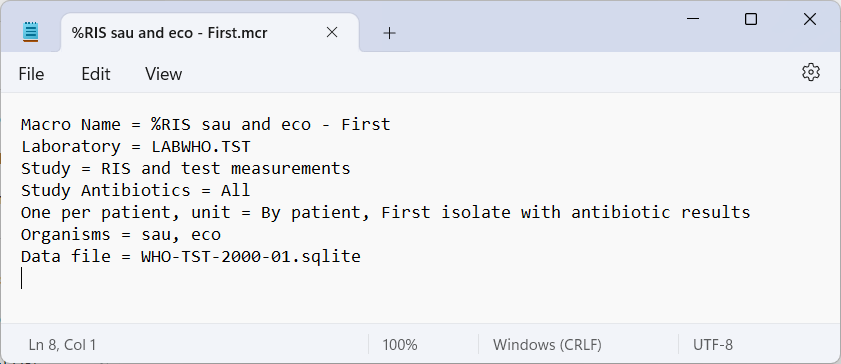 %RIS sau and eco - First.mcr
File Edit View
Macro Name = %RIS sau and eco - First
Laboratory = LABWHO.TST
Study = RIS and test measurements
Study Antibiotics = All
One per patient, unit = By patient, First isolate with antibiotic results
Organisms = sau, eco
Data file = WHO-TST-2000-01.sqlite
Ln 8, Col 1 100% Windows (CRLF) UTF-8